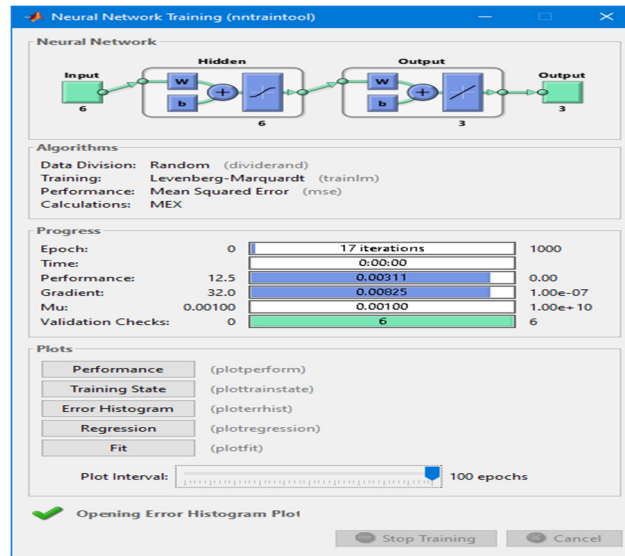 Neural Network Training (nntraintool)
Neural Network
Hidden Output
Input Output
W W
b b
6 3
6 3
Algorithms
Data Division: Random (dividerand)
Training: Levenberg-Marquardt (trainlm)
Performance: Mean Squared Error (mse)
Calculations: MEX
Progress
Epoch: 0 17 iterations 1000
Time: 0:00:00
Performance: 12.5 0.00311 0.00
Gradient: 32.0 0.00825 1.00e-07
Mu: 0.00100 0.00100 1.00e+10
Validation Checks: 0 6 6
Plots
Performance (plotperform)
Training State (plottrainstate)
Error Histogram (ploterrhist)
Regression (plotregression)
Fit (plotfit)
Plot Interval: 100 epochs
Opening Error Histogram Plot
Stop Training Cancel